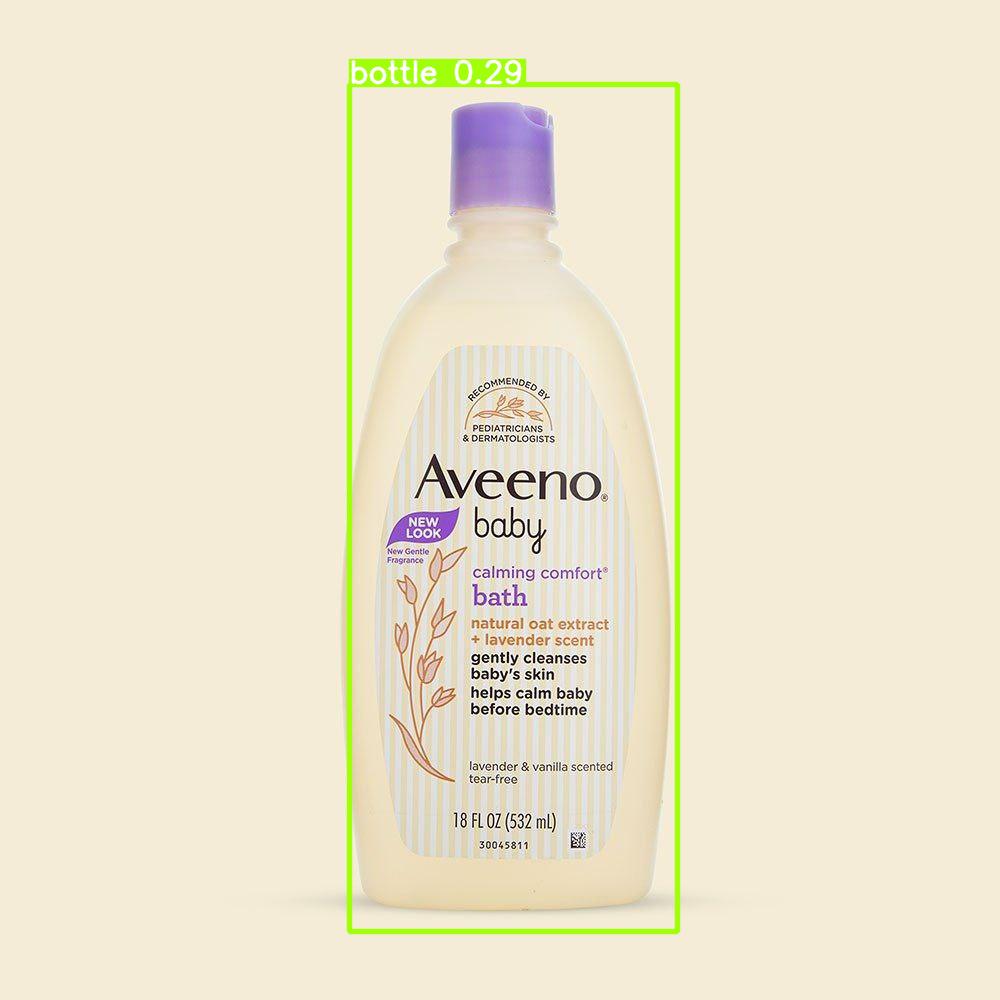 bottle 0.29
RECOMMENDED BY
PEDIATRICIANS
& DERMATOLOGISTS
Aveeno®
baby
NEW
LOOK
New Gentle
Fragrance
calming comfort®
bath
natural oat extract
+ lavender scent
gently cleanses
baby's skin
helps calm baby
before bedtime
lavender & vanilla scented
tear-free
18 FL OZ (532 mL)
30045811